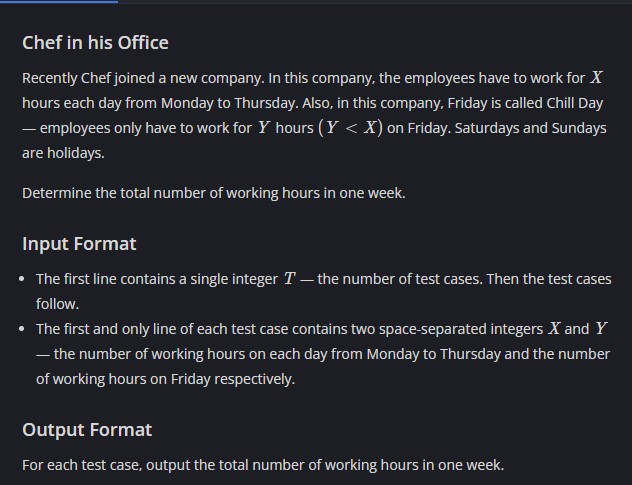 Chef in his Office
Recently Chef joined a new company. In this company, the employees have to work for X
hours each day from Monday to Thursday. Also, in this company, Friday is called Chill Day
— employees only have to work for Y hours (Y < X) on Friday. Saturdays and Sundays
are holidays.
Determine the total number of working hours in one week.
Input Format
• The first line contains a single integer T — the number of test cases. Then the test cases
follow.
• The first and only line of each test case contains two space-separated integers X and Y
— the number of working hours on each day from Monday to Thursday and the number
of working hours on Friday respectively.
Output Format
For each test case, output the total number of working hours in one week.